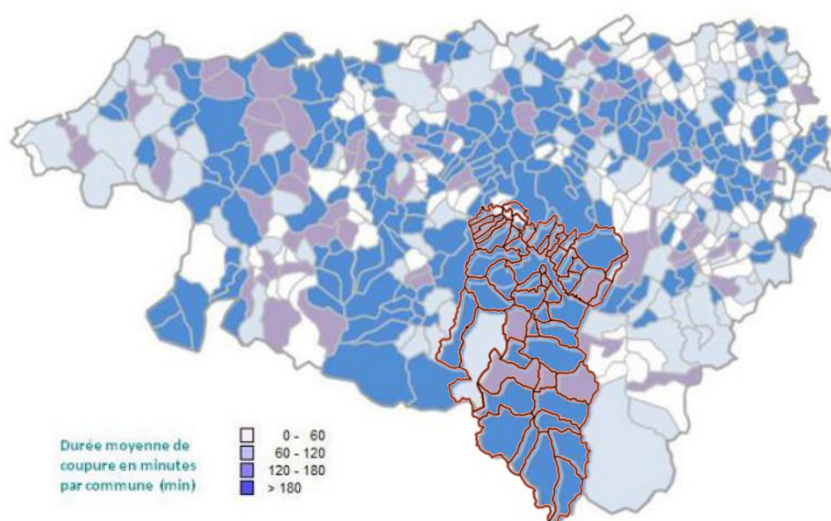 Durée moyenne de
coupure en minutes
par commune (min)
0 - 60
60 - 120
120 - 180
> 180